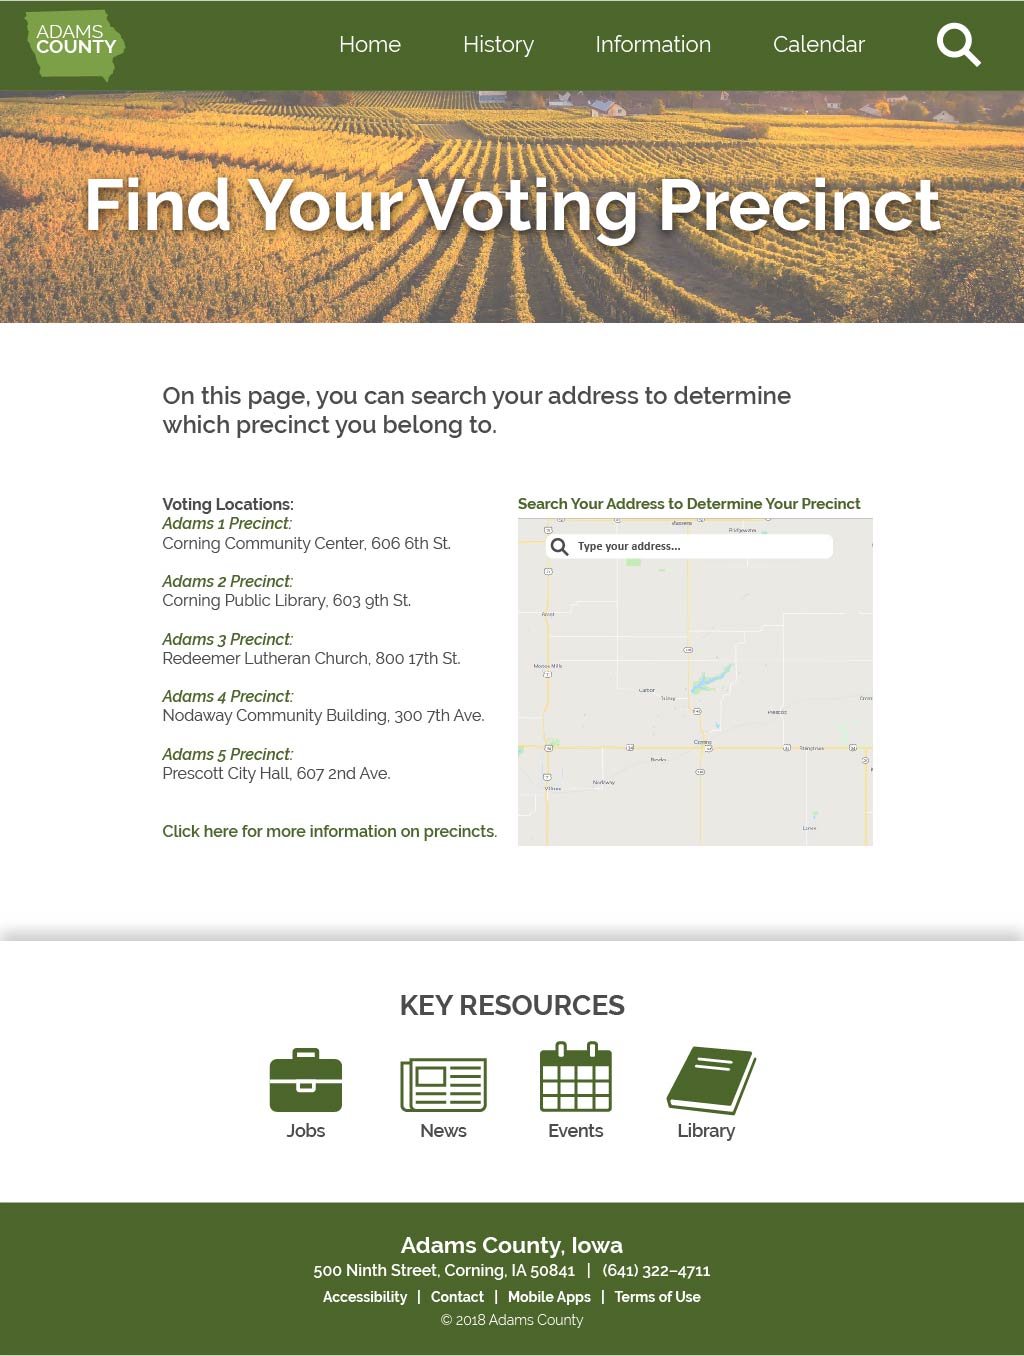 ADAMS
COUNTY
Home History Information Calendar
Find Your Voting Precinct
On this page, you can search your address to determine
which precinct you belong to.
Voting Locations:
Adams 1 Precinct:
Corning Community Center, 606 6th St.
Adams 2 Precinct:
Corning Public Library, 603 9th St.
Adams 3 Precinct:
Redeemer Lutheran Church, 800 17th St.
Adams 4 Precinct:
Nodaway Community Building, 300 7th Ave.
Adams 5 Precinct:
Prescott City Hall, 607 2nd Ave.
Click here for more information on precincts.
Search Your Address to Determine Your Precinct
Type your address...
Bridgewater
Carbon
Corning
Nodaway
KEY RESOURCES
Jobs News Events Library
Adams County, Iowa
500 Ninth Street, Corning, IA 50841 | (641) 322–4711
Accessibility | Contact | Mobile Apps | Terms of Use
© 2018 Adams County